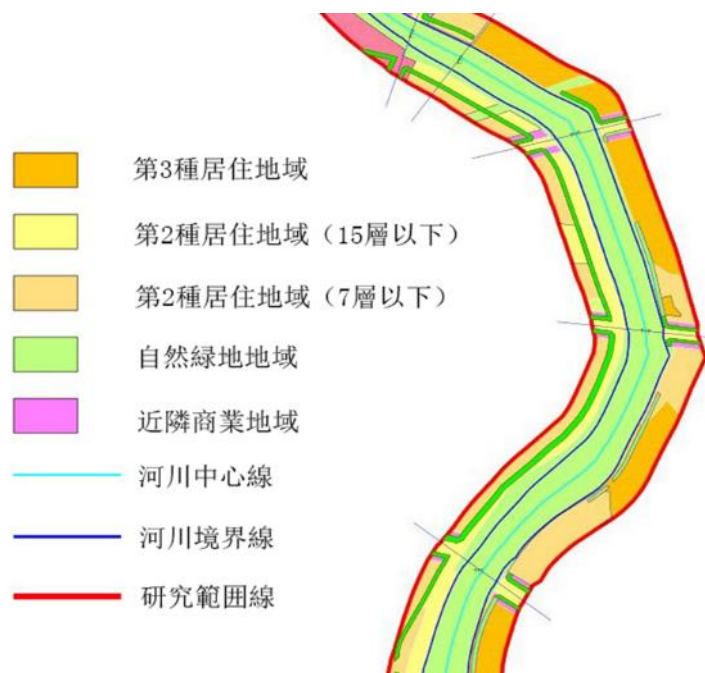 第3種居住地域
第2種居住地域（15層以下）
第2種居住地域（7層以下）
自然緑地地域
近隣商業地域
河川中心線
河川境界線
研究範囲線